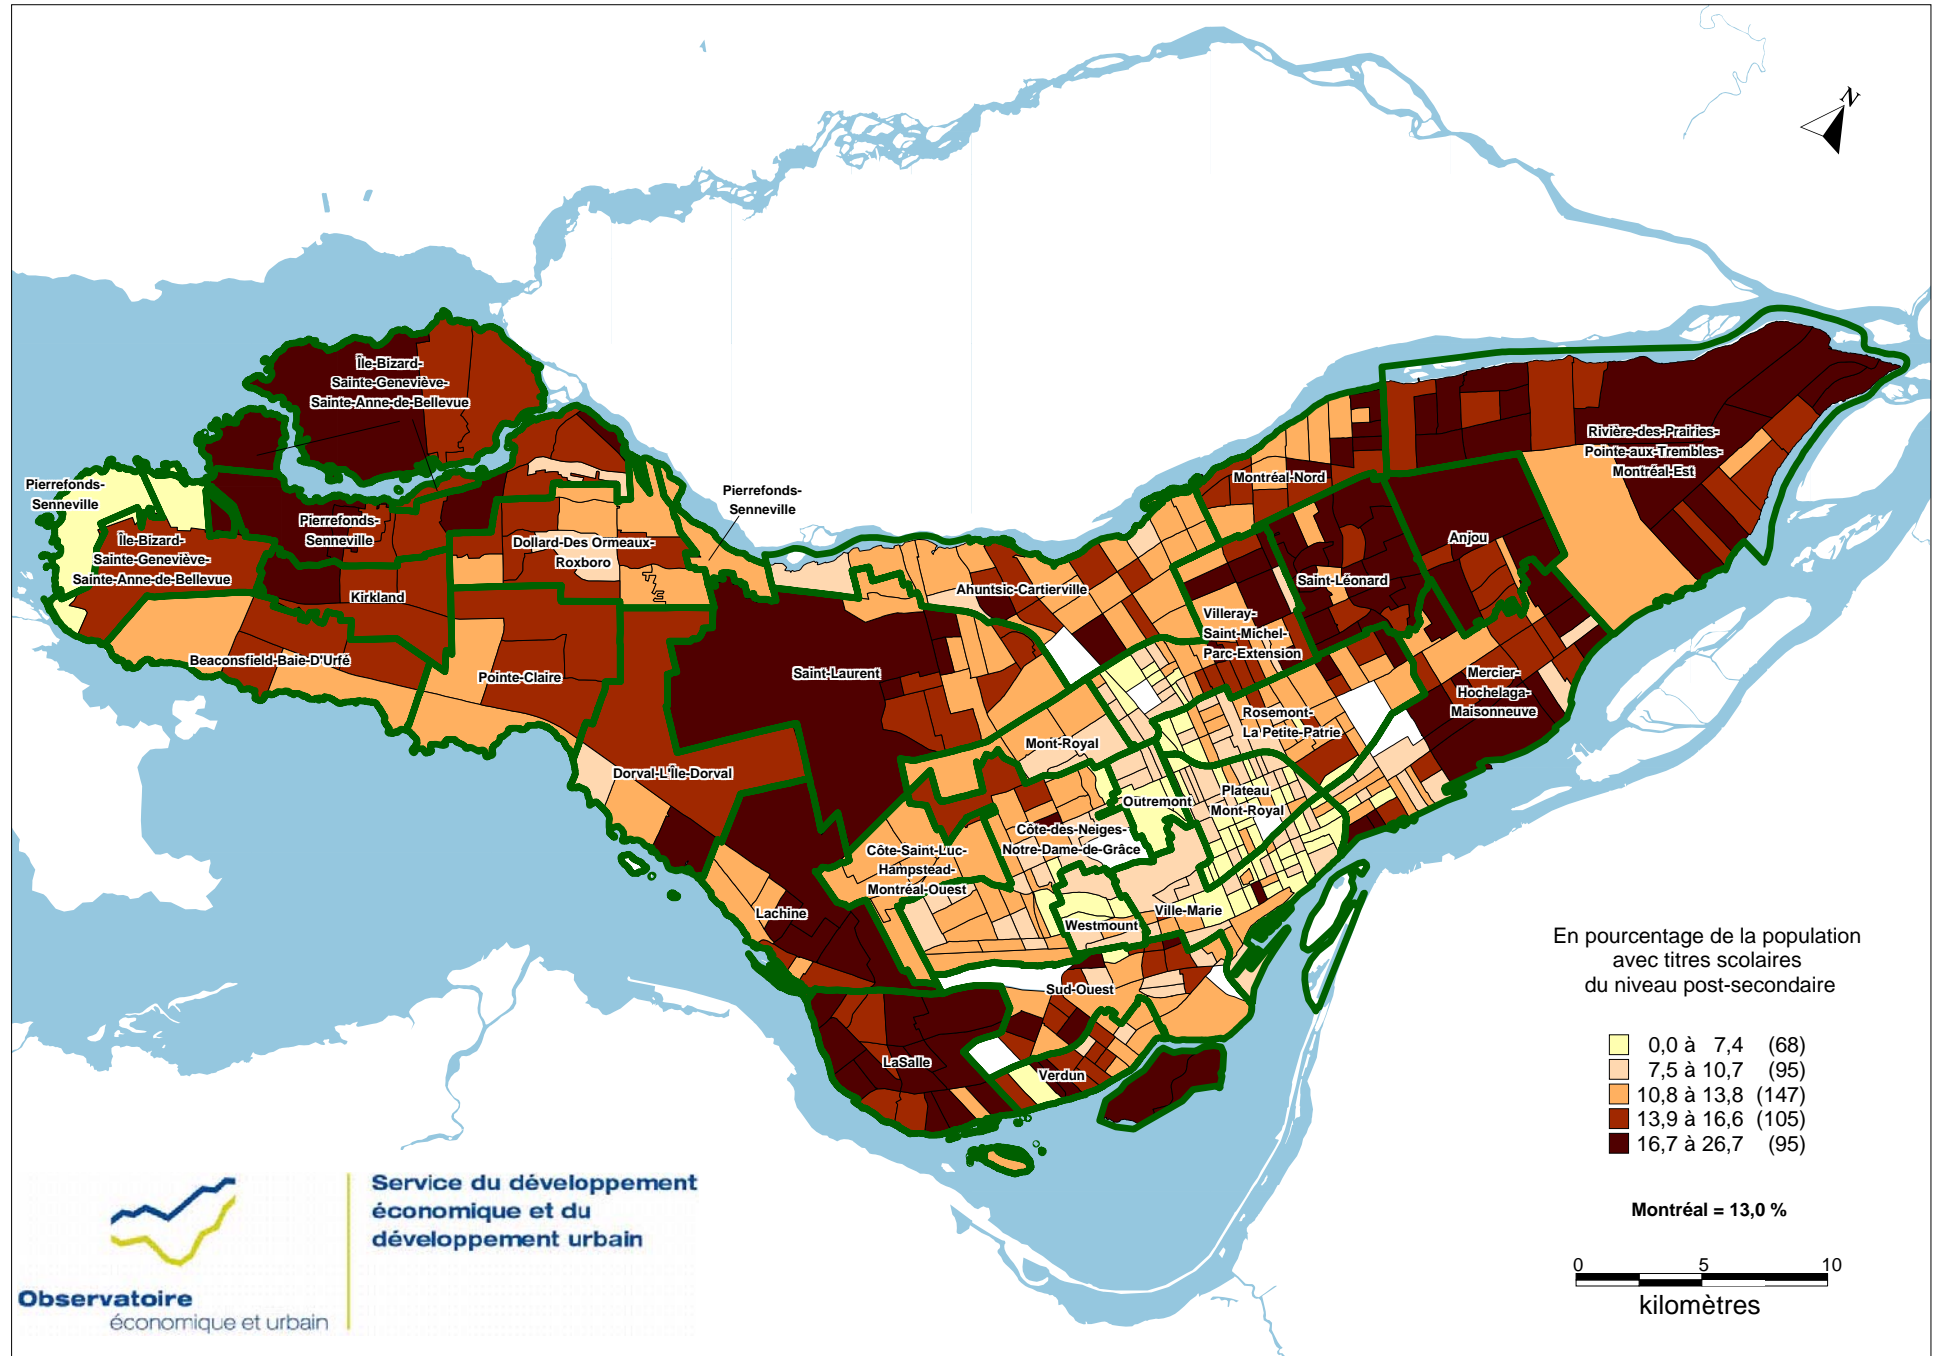 N
Île-Bizard-
Sainte-Geneviève-
Sainte-Anne-de-Bellevue
Pierrefonds-
Senneville
Île-Bizard-
Sainte-Geneviève-
Sainte-Anne-de-Bellevue
Pierrefonds-
Senneville
Kirkland
Beaconsfield-Baie-D'Urfé
Dollard-Des Ormeaux-
Roxboro
Pierrefonds-
Senneville
Pointe-Claire
Dorval-L'Île-Dorval
Saint-Laurent
Ahuntsic-Cartierville
Montréal-Nord
Rivière-des-Prairies-
Pointe-aux-Trembles-
Montréal-Est
Anjou
Saint-Léonard
Villeray-
Saint-Michel-
Parc-Extension
Mercier-
Hochelaga-
Maisonneuve
Rosemont-
La Petite-Patrie
Mont-Royal
Outremont
Plateau
Mont-Royal
Côte-des-Neiges-
Notre-Dame-de-Grâce
Côte-Saint-Luc-
Hampstead-
Montréal-Ouest
Lachine
Westmount
Ville-Marie
Sud-Ouest
LaSalle
Verdun
En pourcentage de la population
avec titres scolaires
du niveau post-secondaire
0,0 à 7,4 (68)
7,5 à 10,7 (95)
10,8 à 13,8 (147)
13,9 à 16,6 (105)
16,7 à 26,7 (95)
Montréal = 13,0 %
0 5 10
kilomètres
Service du développement
économique et du
développement urbain
Observatoire
économique et urbain